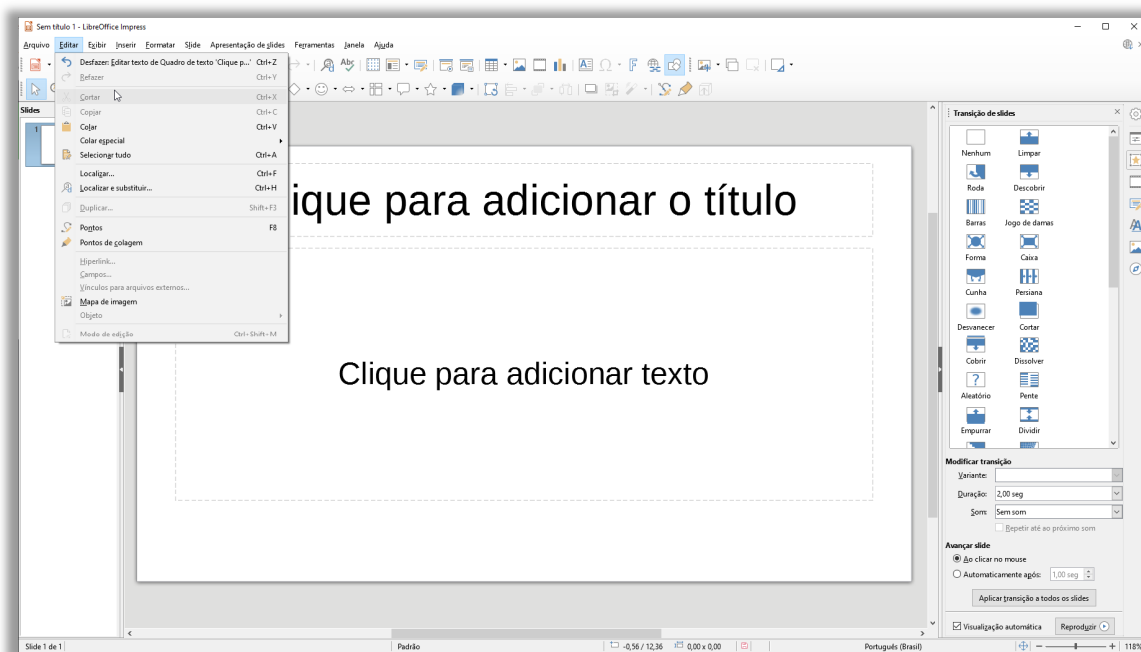 Sem título 1 - LibreOffice Impress
Arquivo Editar Exibir Inserir Formatar Slide Apresentação de slides Ferramentas Janela Ajuda
Desfazer: Editar texto de Quadro de texto 'Clique p...' Ctrl+Z
Refazer Ctrl+Y
Cortar Ctrl+X
Copiar Ctrl+C
Colar Ctrl+V
Colar especial
Selecionar tudo Ctrl+A
Localizar... Ctrl+F
Localizar e substituir... Ctrl+H
Duplicar... Shift+F3
Pontos F8
Pontos de colagem
Hiperlink...
Campos...
Vínculos para arquivos externos...
Mapa de imagem
Objeto
Modo de edição Ctrl+Shift+M
Slides
1
ique para adicionar o título
Clique para adicionar texto
Transição de slides
Nenhum Limpar
Roda Descobrir
Barras Jogo de damas
Forma Caixa
Cunha Persiana
Desvanecer Cortar
Cobrir Dissolver
Aleatório Pente
Empurrar Dividir
Modificar transição
Variante:
Duração: 2,00 seg
Som: Sem som
Repetir até ao próximo som
Avançar slide
Ao clicar no mouse
Automaticamente após: 1,00 seg
Aplicar transição a todos os slides
Visualização automática Reproduzir
Slide 1 de 1 Padrão -0,56 / 12,36 0,00 x 0,00 Português (Brasil) 118%